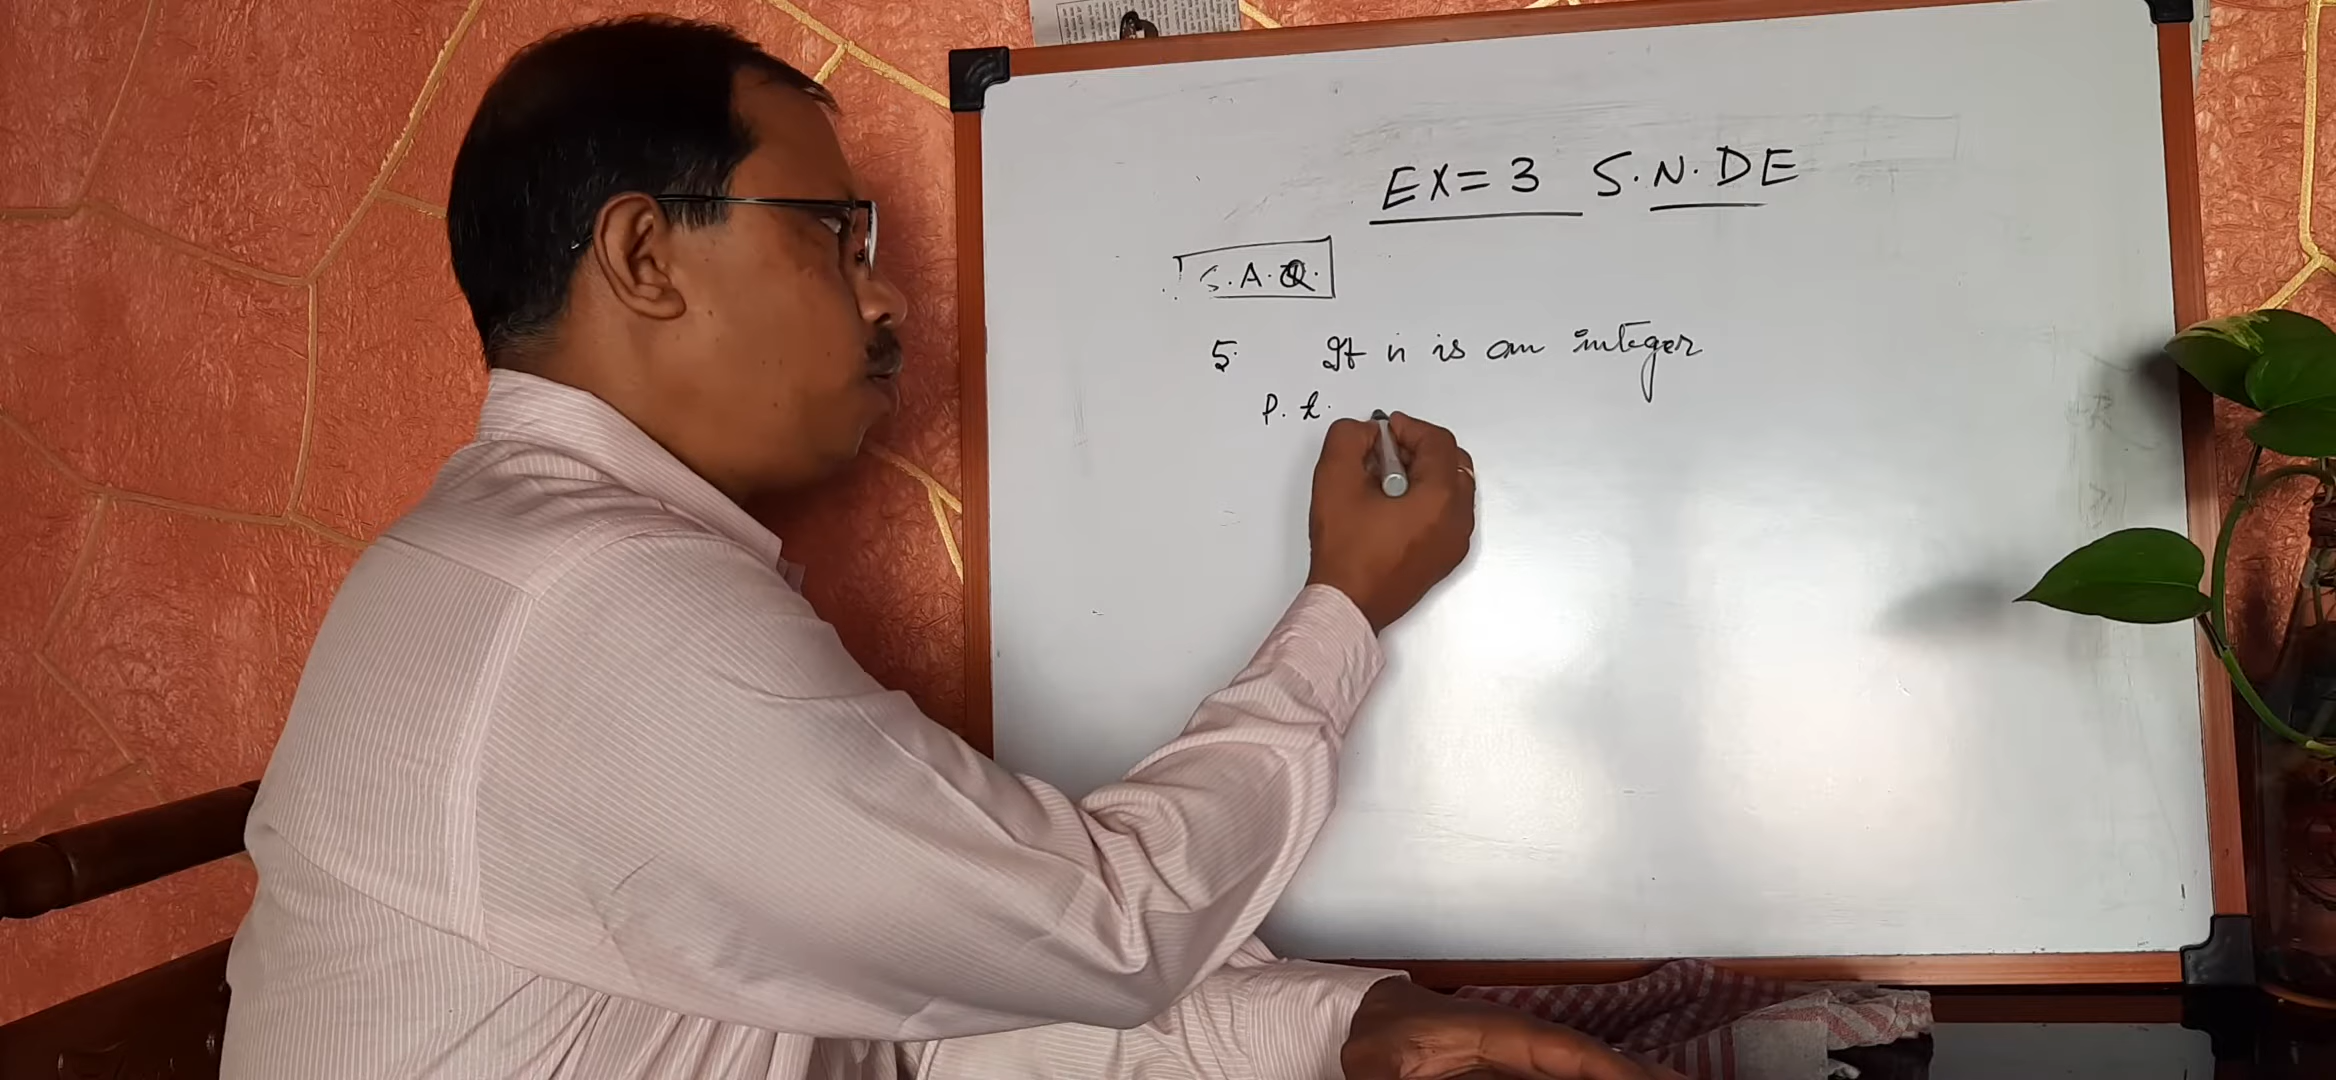 EX=3 S.N.DE
S.A.Q.
5. If n is an integer
P.t.